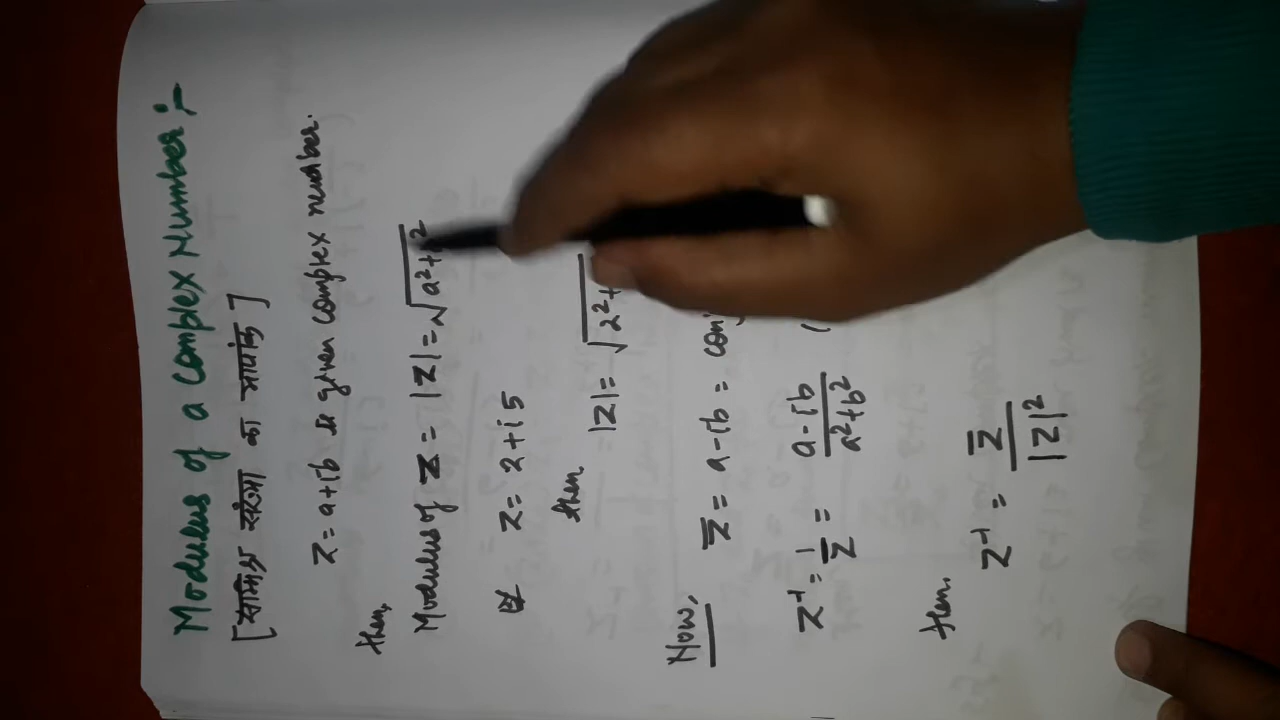 Modulus of a Complex Number :-
[सम्मिश्र संख्या का मापांक]
z = a+ib is given complex number.
then,
Modulus of z = |z| = √a²+
z = 2+i5
then
|z| = √2²+
Now, z̅ = a-ib =
z⁻¹ = 1/z = a-ib/a²+b²
then,
z⁻¹ = z̅/|z|²